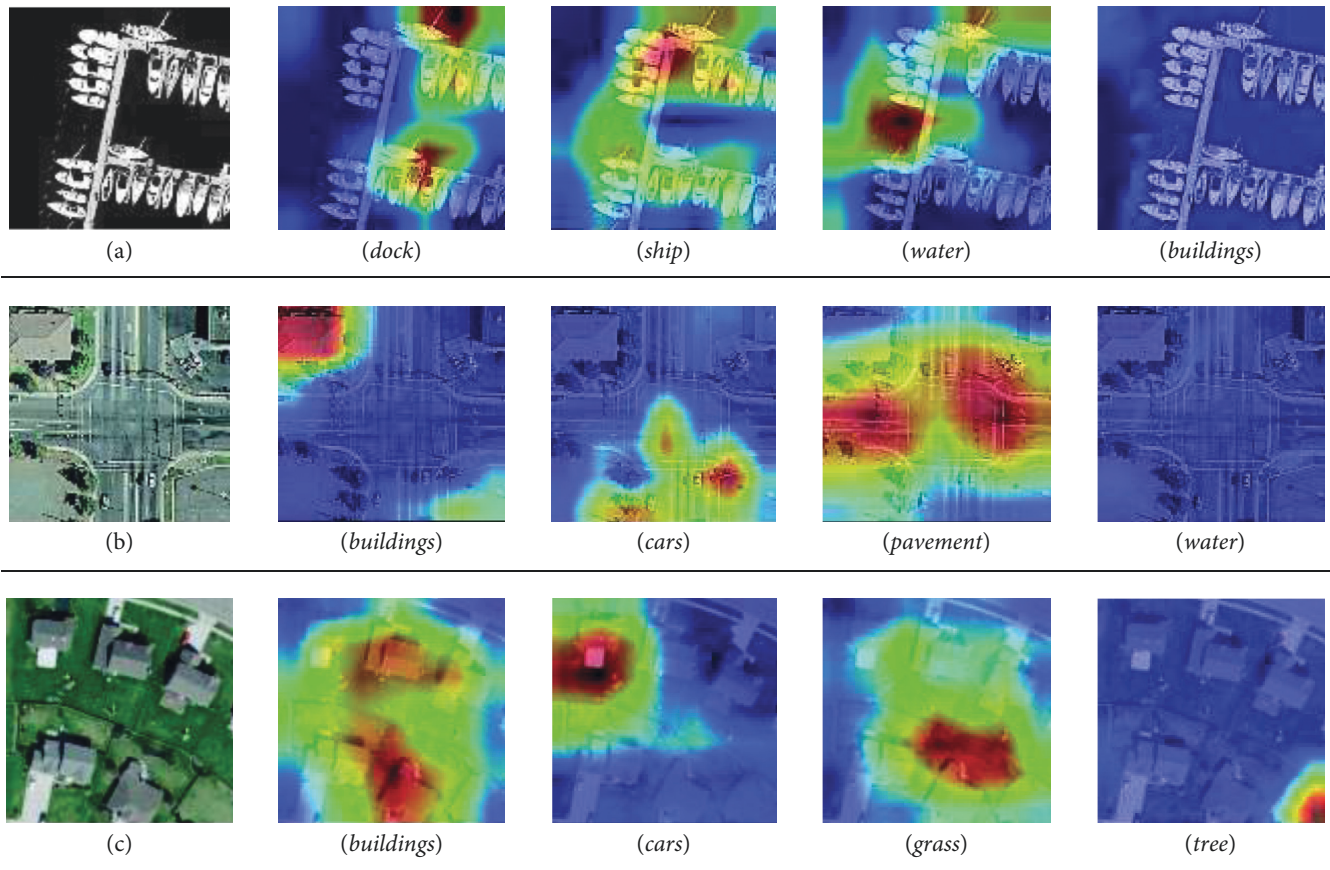 (a) (dock) (ship) (water) (buildings)
(b) (buildings) (cars) (pavement) (water)
(c) (buildings) (cars) (grass) (tree)